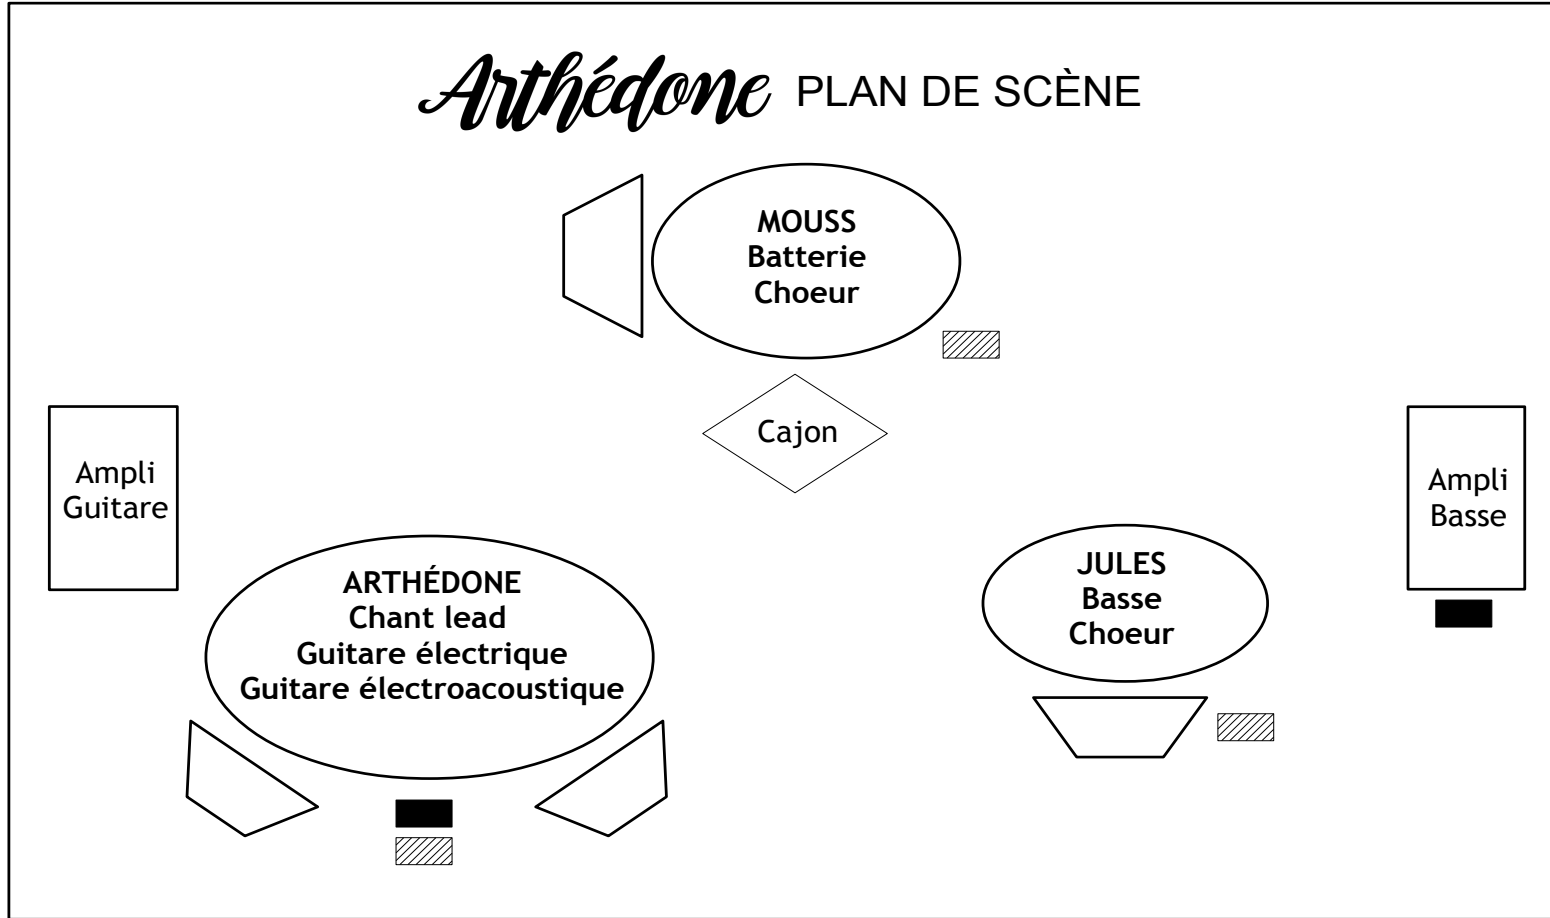 Arthédone PLAN DE SCÈNE
MOUSS
Batterie
Choeur
Cajon
Ampli
Guitare
Ampli
Basse
ARTHÉDONE
Chant lead
Guitare électrique
Guitare électroacoustique
JULES
Basse
Choeur